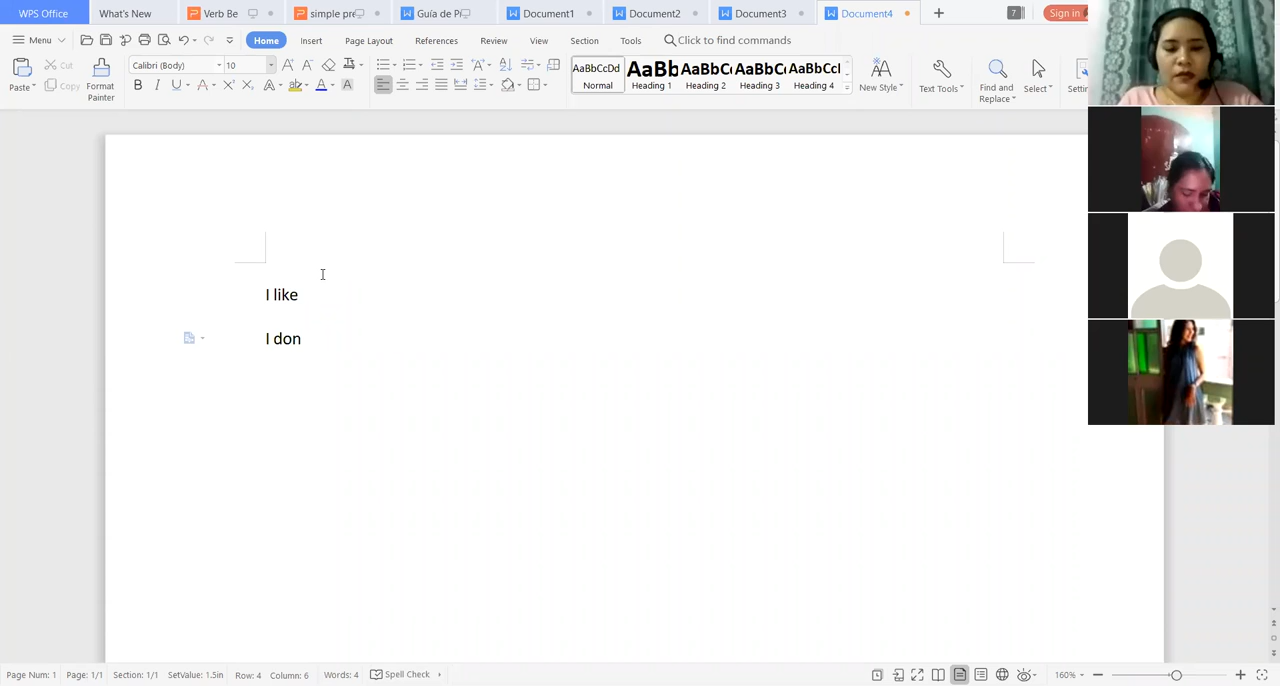 WPS Office What's New Verb Be simple pre Guía de Pi Document1 Document2 Document3 Document4 7 Sign in
Menu Home Insert Page Layout References Review View Section Tools Click to find commands
Paste Cut Copy Format Painter Calibri (Body) 10 AaBbCcDd Normal AaBb Heading 1 AaBbC Heading 2 AaBbC Heading 3 AaBbCcI Heading 4 New Style Text Tools Find and Replace Select
I like
I don
Page Num: 1 Page: 1/1 Section: 1/1 SetValue: 1.5in Row: 4 Column: 6 Words: 4 Spell Check 160%